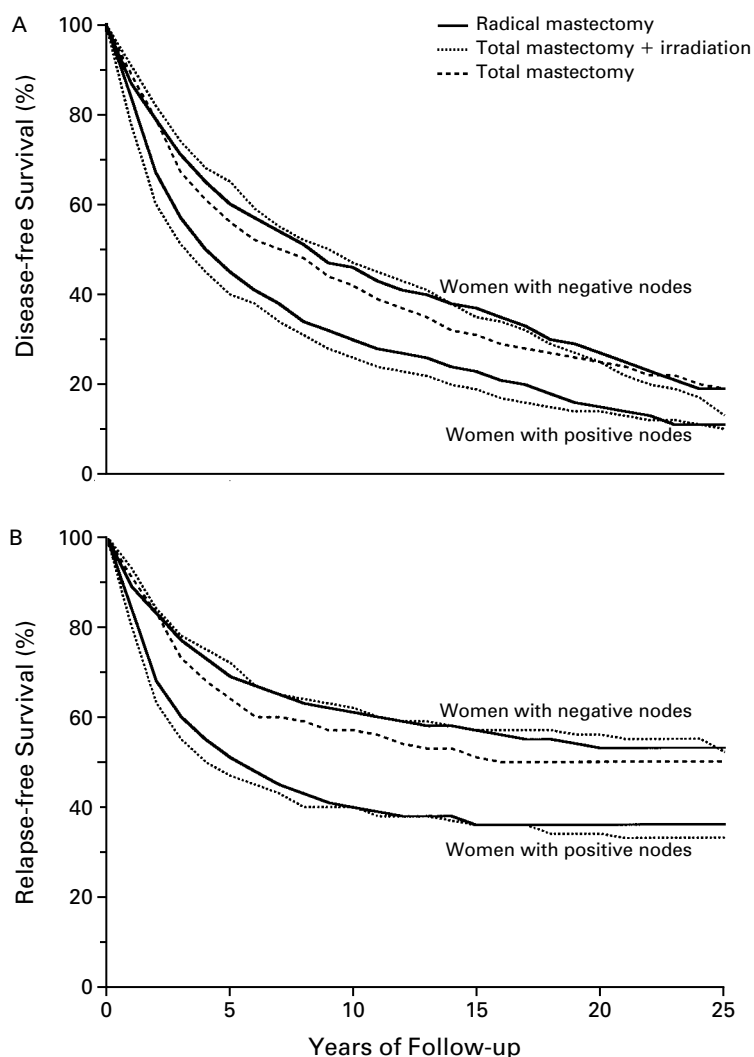 A
Radical mastectomy
Total mastectomy + irradiation
Total mastectomy
Disease-free Survival (%)
100
80
60
40
20
0
Women with negative nodes
Women with positive nodes
B
Relapse-free Survival (%)
100
80
60
40
20
0
Women with negative nodes
Women with positive nodes
0 5 10 15 20 25
Years of Follow-up